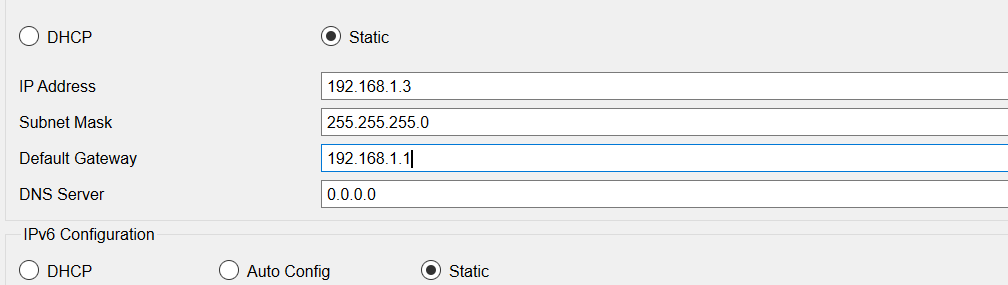 DHCP Static
IP Address 192.168.1.3
Subnet Mask 255.255.255.0
Default Gateway 192.168.1.1
DNS Server 0.0.0.0
IPv6 Configuration
DHCP Auto Config Static